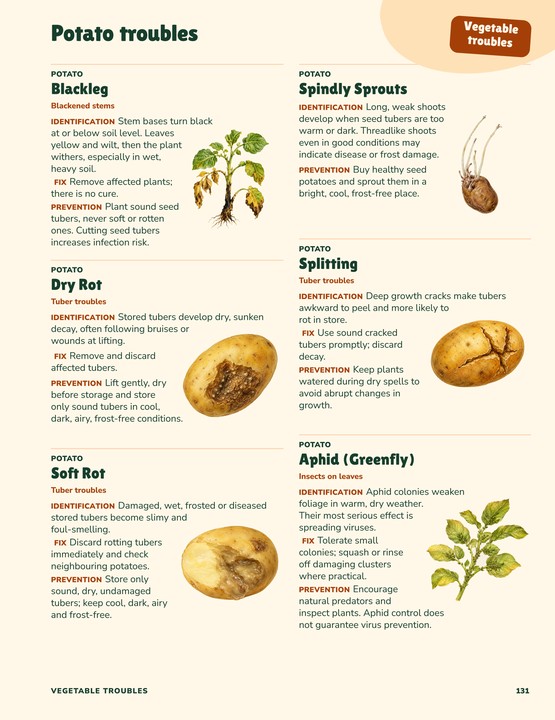 Potato troubles
Vegetable
troubles
POTATO
Blackleg
Blackened stems
IDENTIFICATION Stem bases turn black
at or below soil level. Leaves
yellow and wilt, then the plant
withers, especially in wet,
heavy soil.
FIX Remove affected plants;
there is no cure.
PREVENTION Plant sound seed
tubers, never soft or rotten
ones. Cutting seed tubers
increases infection risk.
POTATO
Dry Rot
Tuber troubles
IDENTIFICATION Stored tubers develop dry, sunken
decay, often following bruises or
wounds at lifting.
FIX Remove and discard
affected tubers.
PREVENTION Lift gently, dry
before storage and store
only sound tubers in cool,
dark, airy, frost-free conditions.
POTATO
Soft Rot
Tuber troubles
IDENTIFICATION Damaged, wet, frosted or diseased
stored tubers become slimy and
foul-smelling.
FIX Discard rotting tubers
immediately and check
neighbouring potatoes.
PREVENTION Store only
sound, dry, undamaged
tubers; keep cool, dark, airy
and frost-free.
POTATO
Spindly Sprouts
IDENTIFICATION Long, weak shoots
develop when seed tubers are too
warm or dark. Threadlike shoots
even in good conditions may
indicate disease or frost damage.
PREVENTION Buy healthy seed
potatoes and sprout them in a
bright, cool, frost-free place.
POTATO
Splitting
Tuber troubles
IDENTIFICATION Deep growth cracks make tubers
awkward to peel and more likely to
rot in store.
FIX Use sound cracked
tubers promptly; discard
decay.
PREVENTION Keep plants
watered during dry spells to
avoid abrupt changes in
growth.
POTATO
Aphid (Greenfly)
Insects on leaves
IDENTIFICATION Aphid colonies weaken
foliage in warm, dry weather.
Their most serious effect is
spreading viruses.
FIX Tolerate small
colonies; squash or rinse
off damaging clusters
where practical.
PREVENTION Encourage
natural predators and
inspect plants. Aphid control does
not guarantee virus prevention.
VEGETABLE TROUBLES
131